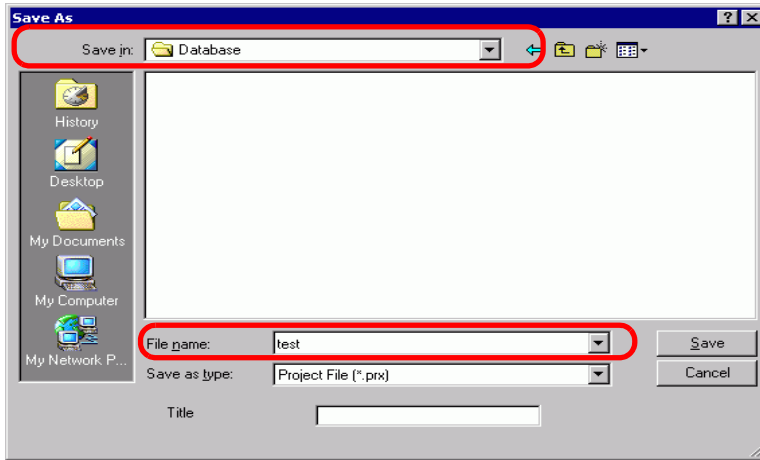 Save As
Save in: Database
History
Desktop
My Documents
My Computer
My Network P...
File name: test
Save
Save as type: Project File (*.prx)
Cancel
Title